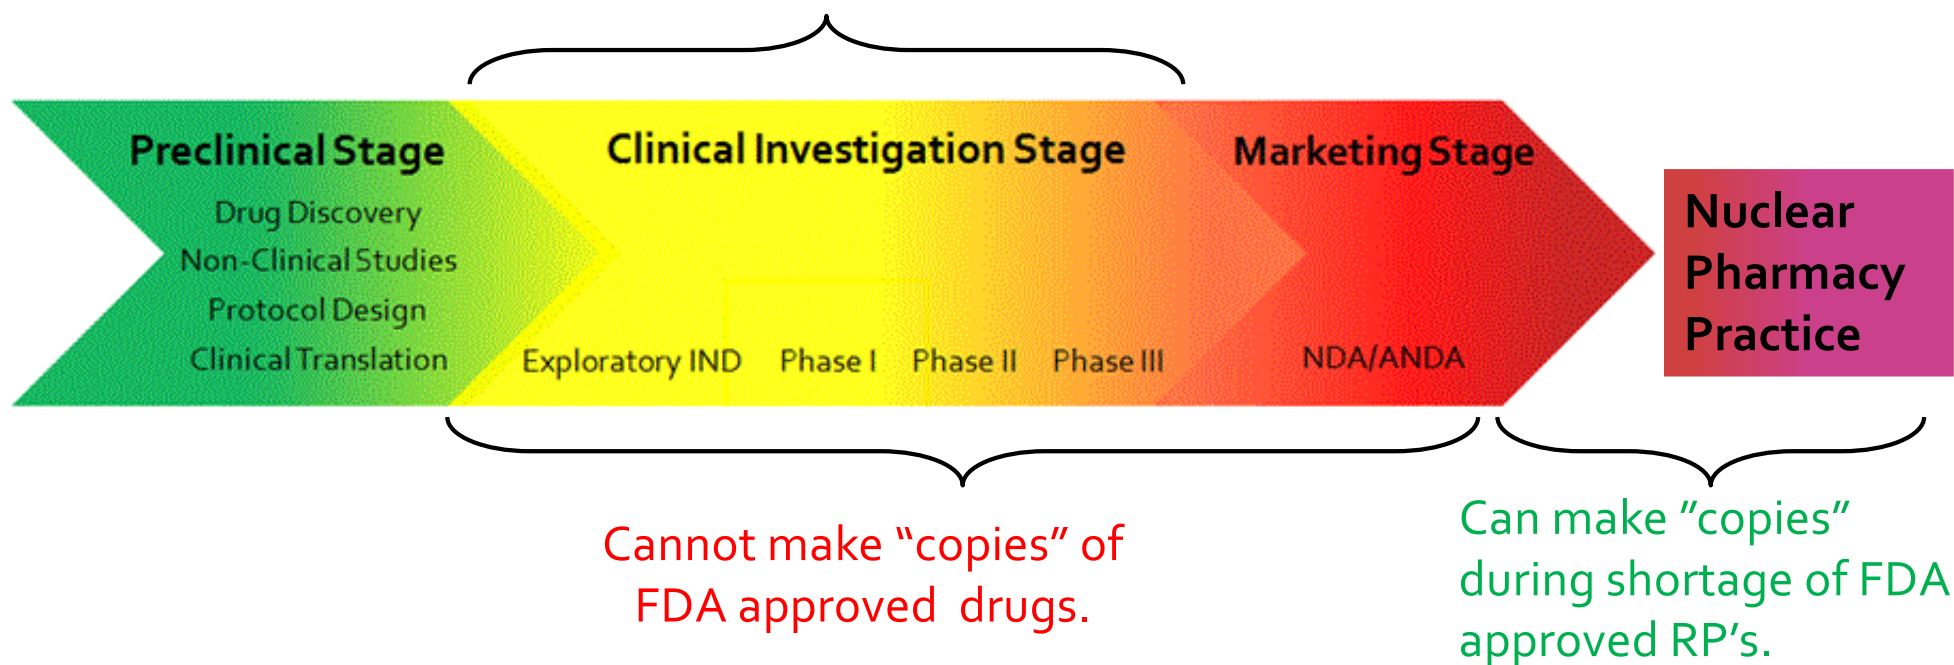 Preclinical Stage
Drug Discovery
Non-Clinical Studies
Protocol Design
Clinical Translation
Clinical Investigation Stage
Exploratory IND
Phase I
Phase II
Phase III
Marketing Stage
NDA/ANDA
Nuclear
Pharmacy
Practice
Cannot make “copies” of
FDA approved drugs.
Can make ”copies”
during shortage of FDA
approved RP’s.